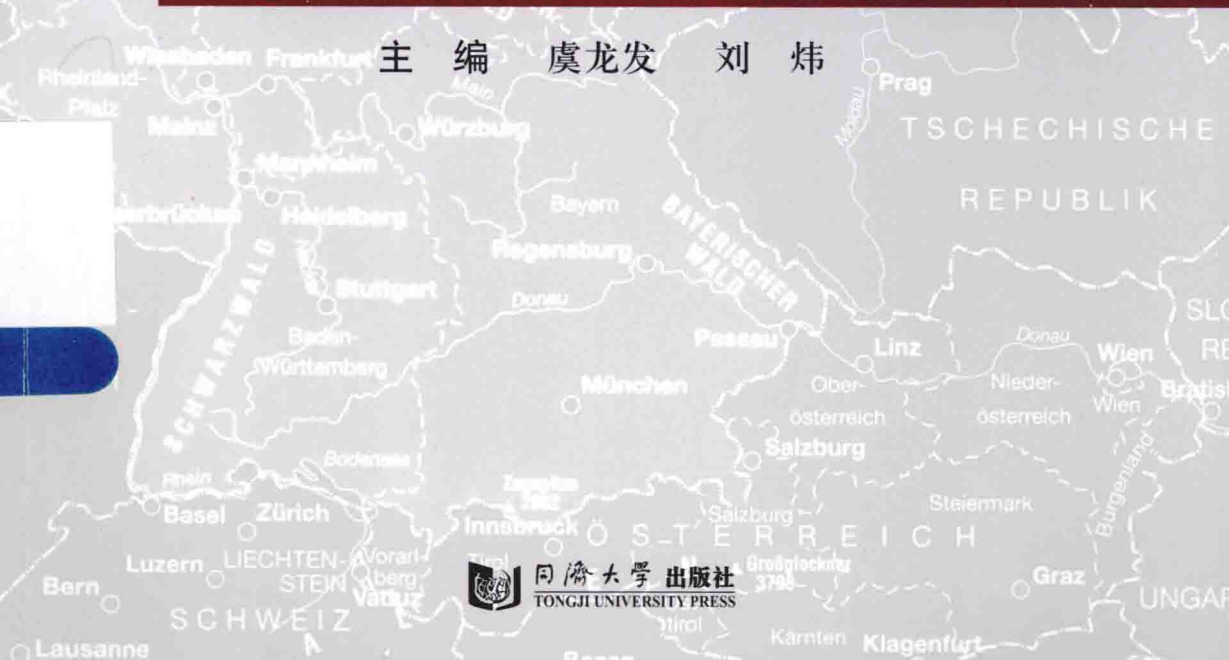 主 编 虞龙发 刘 炜
Wiesbaden Frankfurt
Rheinland-
Pfalz
Main
Mainz
Würzburg
Prag
Moldau
TSCHECHISCHE
REPUBLIK
Mannheim
Heidelberg
Bayern
BAYERISCHER
WALD
Regensburg
SCHWARZWALD
Stuttgart
Donau
Baden-
Württemberg
Passau
Linz
Donau
Wien
München
Ober-
österreich
Nieder-
österreich
Wien
Salzburg
Burgenland
Bodensee
Rhein
Basel
Zürich
Innsbruck
Salzburg
Steiermark
ÖSTERREICH
Luzern
LIECHTEN-
STEIN
Vorarl-
berg
Vaduz
Tirol
Großglockner
3798
Graz
Bern
SCHWEIZ
同济大学出版社
TONGJI UNIVERSITY PRESS
Kärnten
Klagenfurt
Lausanne